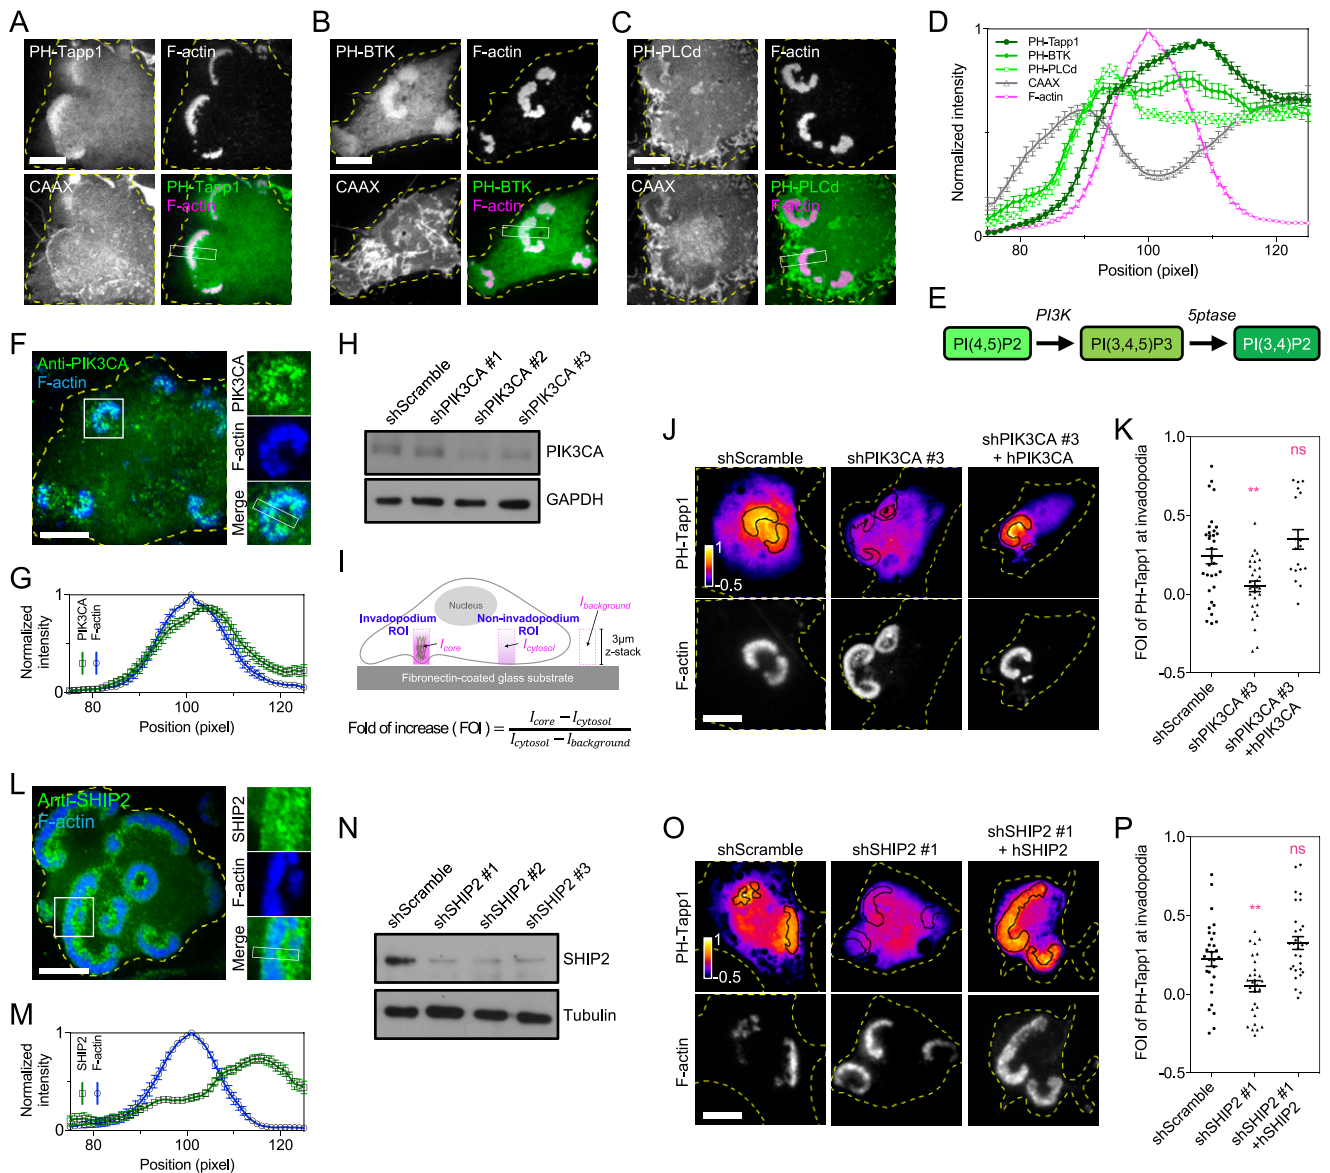 A
PH-Tapp1
F-actin
CAAX
PH-Tapp1
F-actin
B
PH-BTK
F-actin
CAAX
PH-BTK
F-actin
C
PH-PLCd
F-actin
CAAX
PH-PLCd
F-actin
D
PH-Tapp1
PH-BTK
PH-PLCd
CAAX
F-actin
Normalized intensity
1
0
80
100
120
Position (pixel)
E
PI3K
5ptase
PI(4,5)P2
PI(3,4,5)P3
PI(3,4)P2
F
Anti-PIK3CA
F-actin
PIK3CA
F-actin
Merge
G
Normalized
intensity
1
0
PIK3CA
F-actin
80
100
120
Position (pixel)
H
shScramble
shPIK3CA #1
shPIK3CA #2
shPIK3CA #3
PIK3CA
GAPDH
I
Nucleus
Invadopodium
ROI
Non-invadopodium
ROI
Icore
Icytosol
Ibackground
3μm
z-stack
Fibronectin-coated glass substrate
Fold of increase ( FOI ) = Icore − Icytosol
Icytosol − Ibackground
J
shScramble
shPIK3CA #3
shPIK3CA #3
+ hPIK3CA
PH-Tapp1
1
-0.5
F-actin
K
FOI of PH-Tapp1 at invadopodia
1.0
0.5
0.0
-0.5
**
ns
shScramble
shPIK3CA #3
shPIK3CA #3
+hPIK3CA
L
Anti-SHIP2
F-actin
SHIP2
F-actin
Merge
M
Normalized
intensity
1
0
SHIP2
F-actin
80
100
120
Position (pixel)
N
shScramble
shSHIP2 #1
shSHIP2 #2
shSHIP2 #3
SHIP2
Tubulin
O
shScramble
shSHIP2 #1
shSHIP2 #1
+ hSHIP2
PH-Tapp1
1
-0.5
F-actin
P
FOI of PH-Tapp1 at invadopodia
1.0
0.5
0.0
-0.5
**
ns
shScramble
shSHIP2 #1
shSHIP2 #1
+hSHIP2